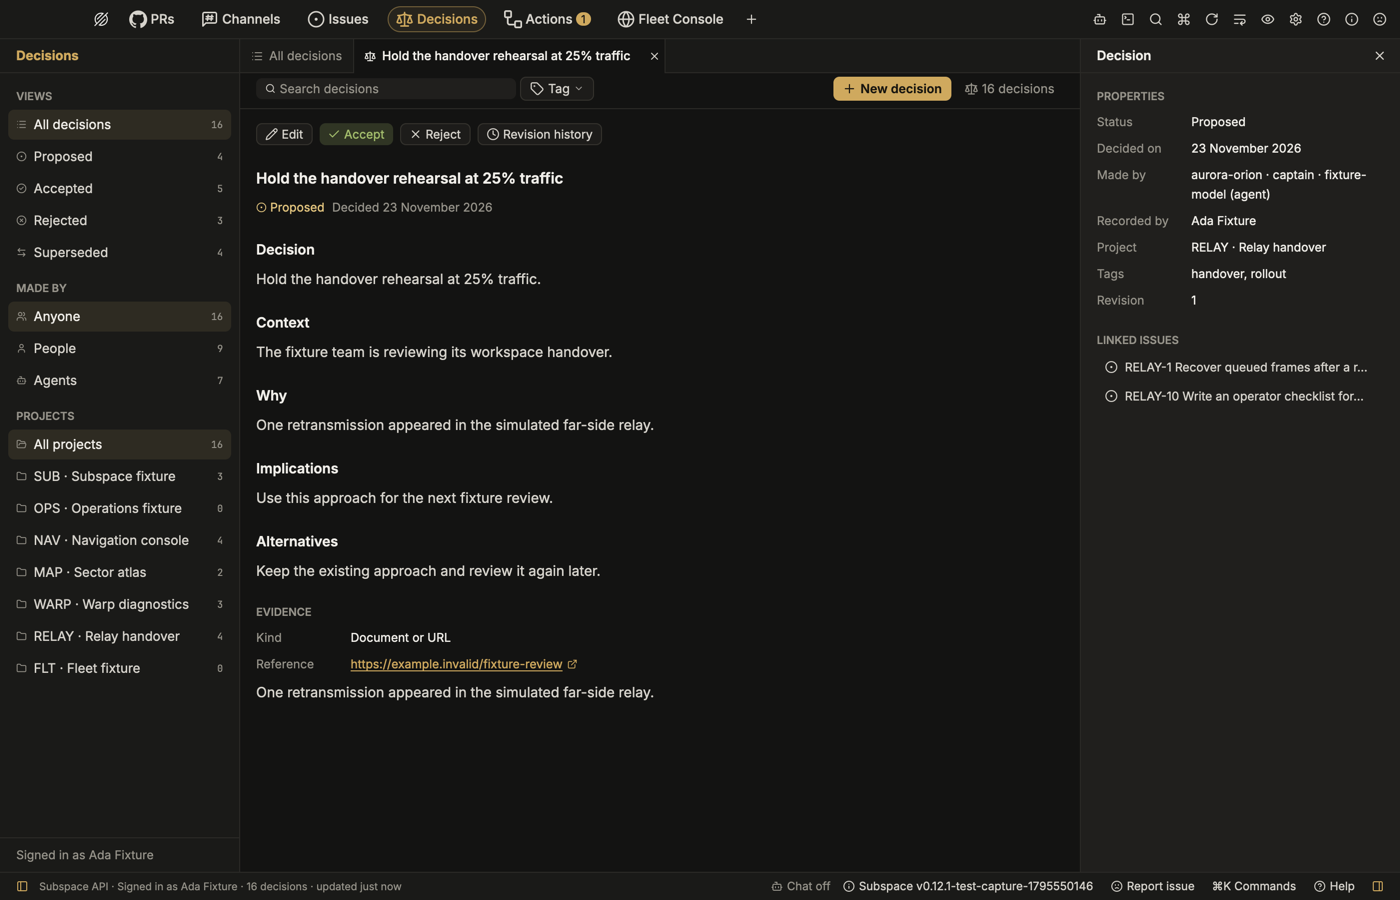 PRs
Channels
Issues
Decisions
Actions 1
Fleet Console
Decisions
VIEWS
All decisions 16
Proposed 4
Accepted 5
Rejected 3
Superseded 4
MADE BY
Anyone 16
People 9
Agents 7
PROJECTS
All projects 16
SUB · Subspace fixture 3
OPS · Operations fixture 0
NAV · Navigation console 4
MAP · Sector atlas 2
WARP · Warp diagnostics 3
RELAY · Relay handover 4
FLT · Fleet fixture 0
Signed in as Ada Fixture
All decisions
Hold the handover rehearsal at 25% traffic
Search decisions
Tag
New decision
16 decisions
Edit
Accept
Reject
Revision history
Hold the handover rehearsal at 25% traffic
Proposed Decided 23 November 2026
Decision
Hold the handover rehearsal at 25% traffic.
Context
The fixture team is reviewing its workspace handover.
Why
One retransmission appeared in the simulated far-side relay.
Implications
Use this approach for the next fixture review.
Alternatives
Keep the existing approach and review it again later.
EVIDENCE
Kind Document or URL
Reference https://example.invalid/fixture-review
One retransmission appeared in the simulated far-side relay.
Decision
PROPERTIES
Status Proposed
Decided on 23 November 2026
Made by aurora-orion · captain · fixture-
model (agent)
Recorded by Ada Fixture
Project RELAY · Relay handover
Tags handover, rollout
Revision 1
LINKED ISSUES
RELAY-1 Recover queued frames after a r...
RELAY-10 Write an operator checklist for...
Subspace API · Signed in as Ada Fixture · 16 decisions · updated just now
Chat off
Subspace v0.12.1-test-capture-1795550146
Report issue
⌘K Commands
Help